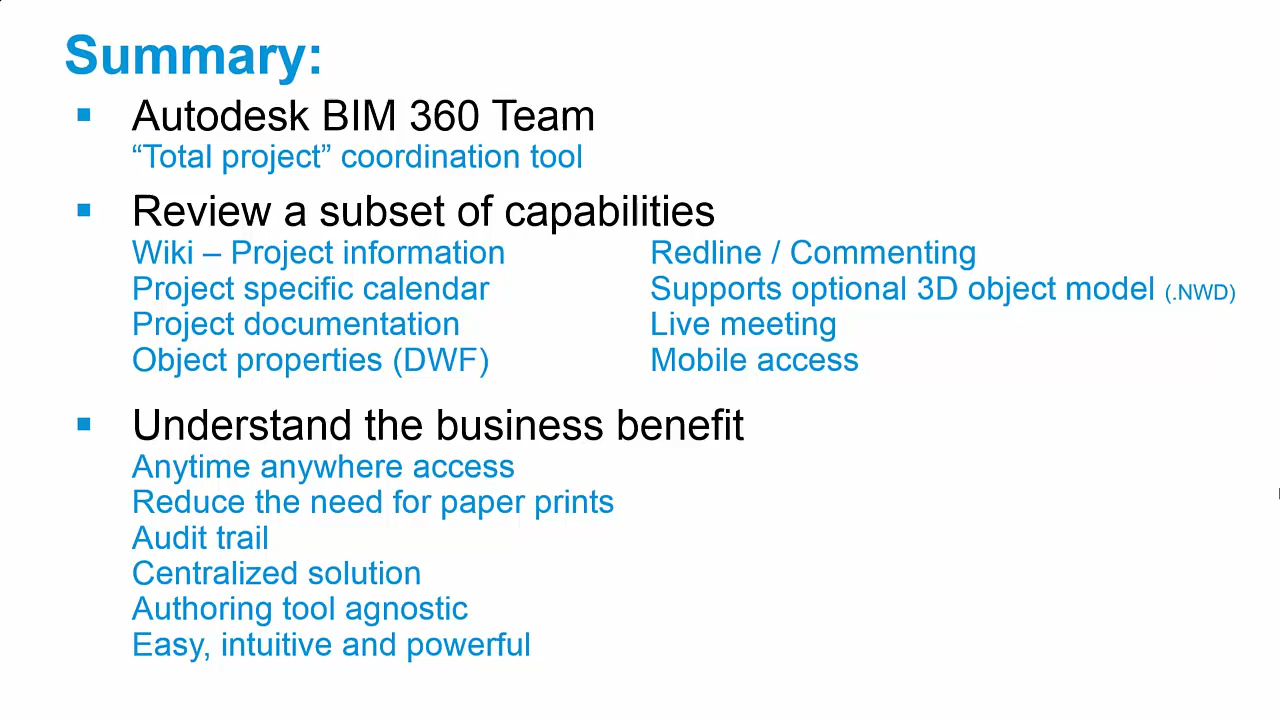 Summary:
▪ Autodesk BIM 360 Team
“Total project” coordination tool
▪ Review a subset of capabilities
Wiki – Project information
Project specific calendar
Project documentation
Object properties (DWF)
Redline / Commenting
Supports optional 3D object model (.NWD)
Live meeting
Mobile access
▪ Understand the business benefit
Anytime anywhere access
Reduce the need for paper prints
Audit trail
Centralized solution
Authoring tool agnostic
Easy, intuitive and powerful